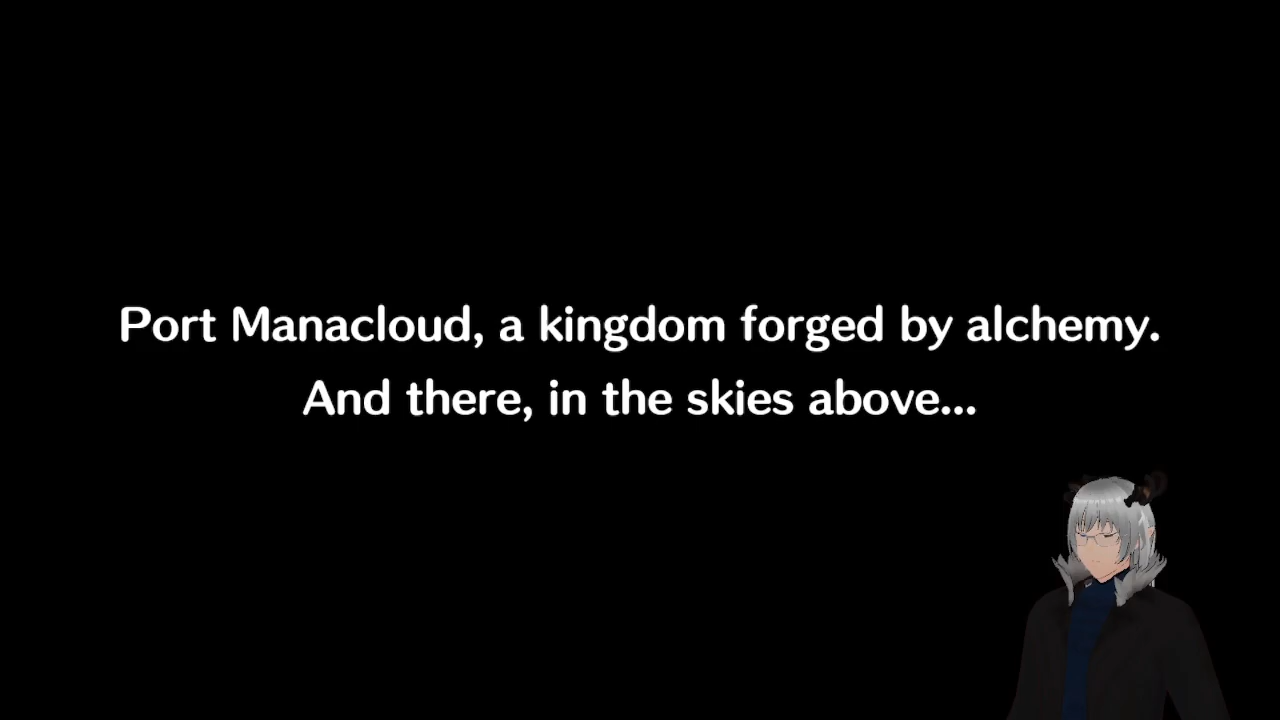 Port Manacloud, a kingdom forged by alchemy.
And there, in the skies above...